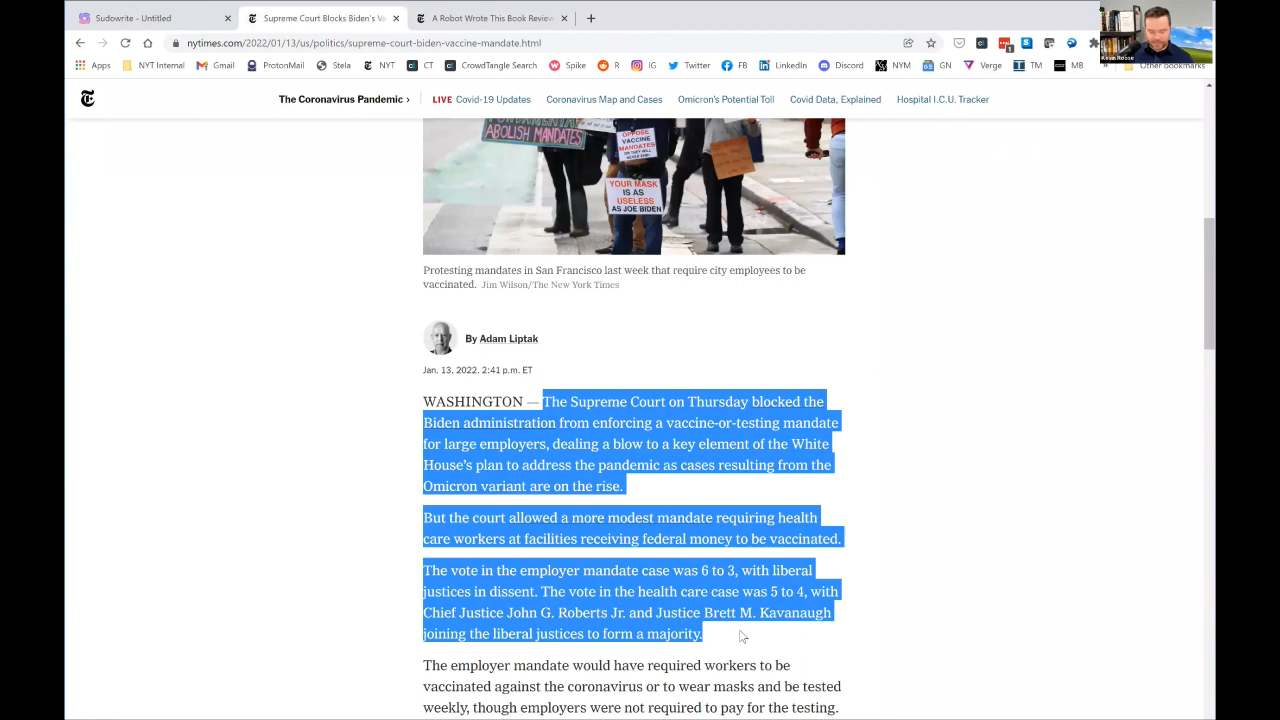 Sudowrite - Untitled
Supreme Court Blocks Biden's Va
A Robot Wrote This Book Review
nytimes.com/2022/01/13/us/politics/supreme-court-biden-vaccine-mandate.html
Apps NYT Internal Gmail ProtonMail Stela NYT CT CrowdTangle Search Spike R IG Twitter FB LinkedIn Discord NYM GN Verge TM MB Other bookmarks
Kevin Roose
The Coronavirus Pandemic › LIVE Covid-19 Updates Coronavirus Map and Cases Omicron's Potential Toll Covid Data, Explained Hospital I.C.U. Tracker
ABOLISH MANDATES
OPPOSE
VACCINE
MANDATES
YOUR MASK
IS AS
USELESS
AS JOE BIDEN
Protesting mandates in San Francisco last week that require city employees to be
vaccinated. Jim Wilson/The New York Times
By Adam Liptak
Jan. 13, 2022, 2:41 p.m. ET
WASHINGTON — The Supreme Court on Thursday blocked the
Biden administration from enforcing a vaccine-or-testing mandate
for large employers, dealing a blow to a key element of the White
House's plan to address the pandemic as cases resulting from the
Omicron variant are on the rise.
But the court allowed a more modest mandate requiring health
care workers at facilities receiving federal money to be vaccinated.
The vote in the employer mandate case was 6 to 3, with liberal
justices in dissent. The vote in the health care case was 5 to 4, with
Chief Justice John G. Roberts Jr. and Justice Brett M. Kavanaugh
joining the liberal justices to form a majority.
The employer mandate would have required workers to be
vaccinated against the coronavirus or to wear masks and be tested
weekly, though employers were not required to pay for the testing.